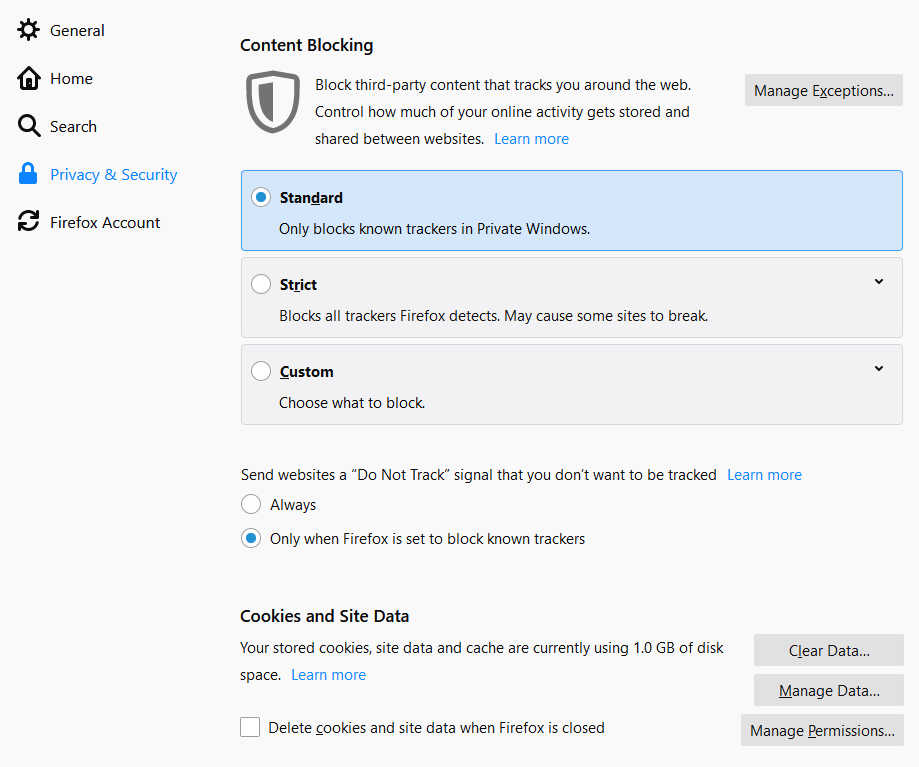 General
Home
Search
Privacy & Security
Firefox Account
Content Blocking
Block third-party content that tracks you around the web.
Control how much of your online activity gets stored and
shared between websites. Learn more
Manage Exceptions...
Standard
Only blocks known trackers in Private Windows.
Strict
Blocks all trackers Firefox detects. May cause some sites to break.
Custom
Choose what to block.
Send websites a “Do Not Track” signal that you don’t want to be tracked Learn more
Always
Only when Firefox is set to block known trackers
Cookies and Site Data
Your stored cookies, site data and cache are currently using 1.0 GB of disk
space. Learn more
Clear Data...
Manage Data...
Delete cookies and site data when Firefox is closed
Manage Permissions...